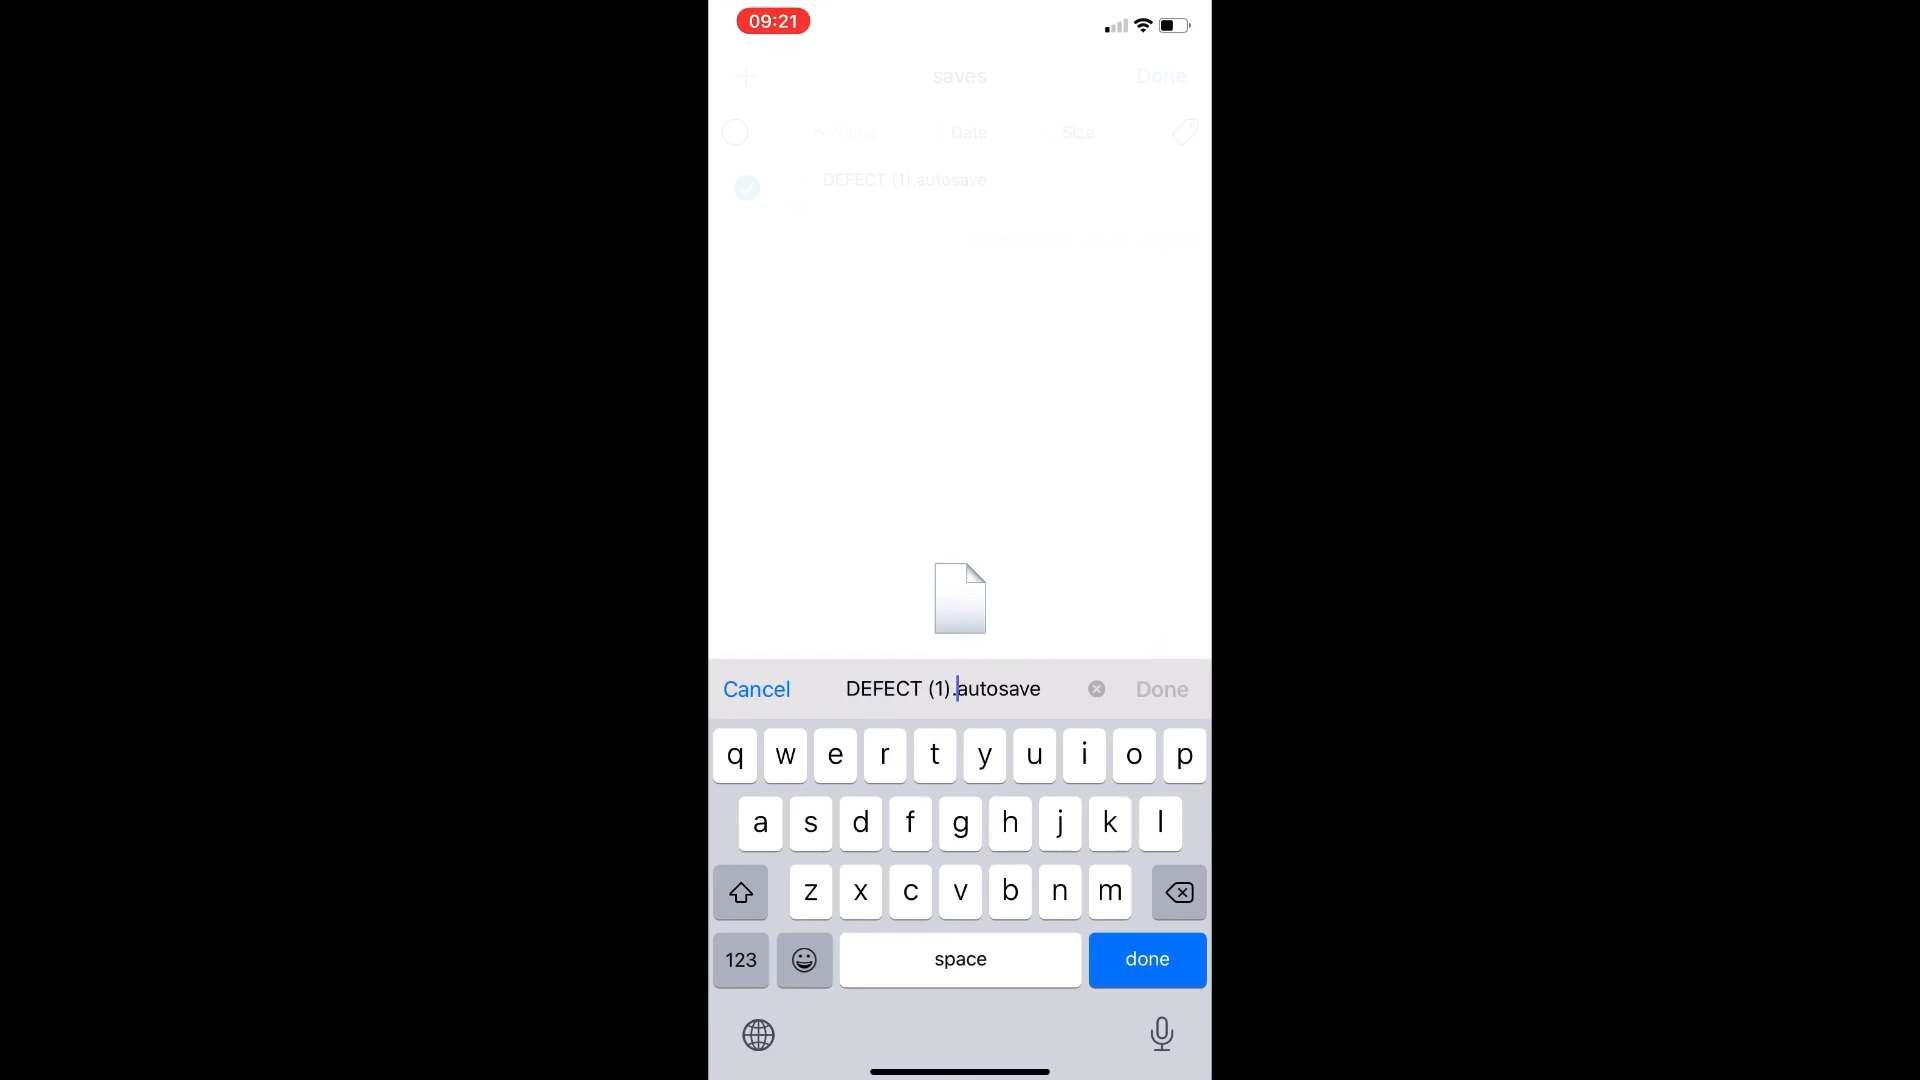 09:21
saves Done
Name Date Size
DEFECT (1).autosave
Cancel DEFECT (1).autosave Done
q w e r t y u i o p
a s d f g h j k l
z x c v b n m
123 space done